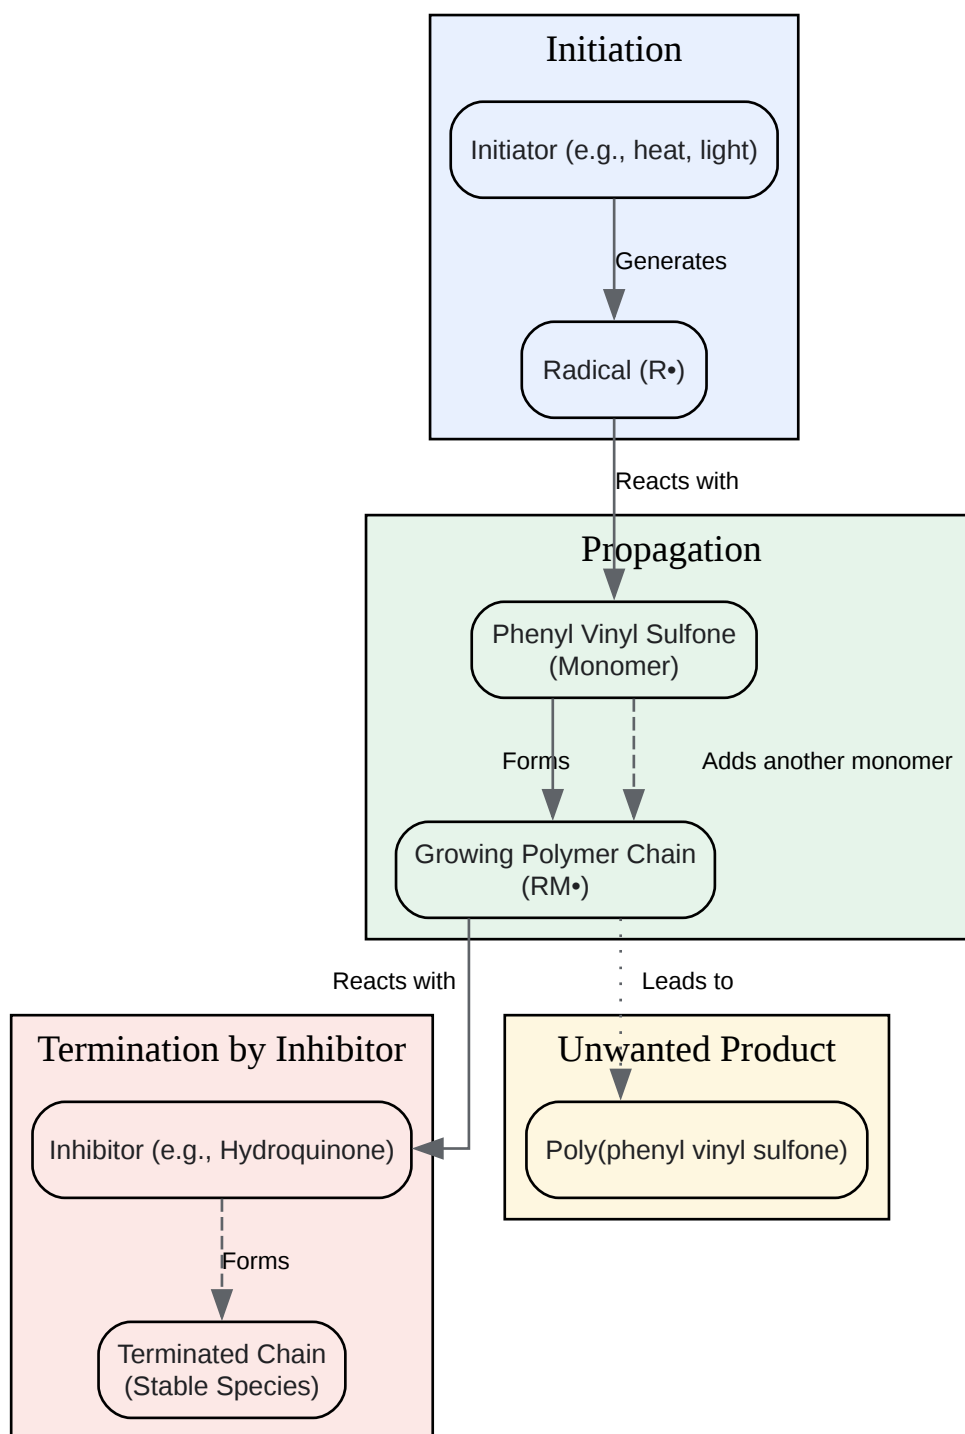 Initiation
Initiator (e.g., heat, light)
Generates
Radical (R•)
Reacts with
Propagation
Phenyl Vinyl Sulfone
(Monomer)
Forms
Adds another monomer
Growing Polymer Chain
(RM•)
Reacts with
Leads to
Termination by Inhibitor
Inhibitor (e.g., Hydroquinone)
Forms
Terminated Chain
(Stable Species)
Unwanted Product
Poly(phenyl vinyl sulfone)